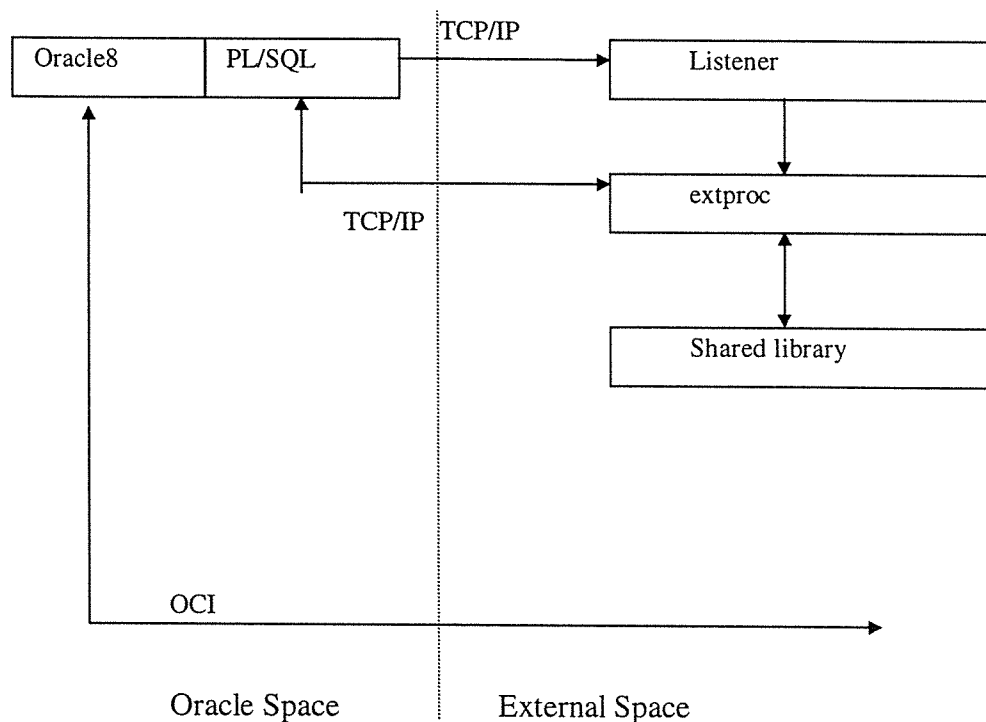 TCP/IP
Oracle8
PL/SQL
Listener
extproc
TCP/IP
Shared library
OCI
Oracle Space
External Space